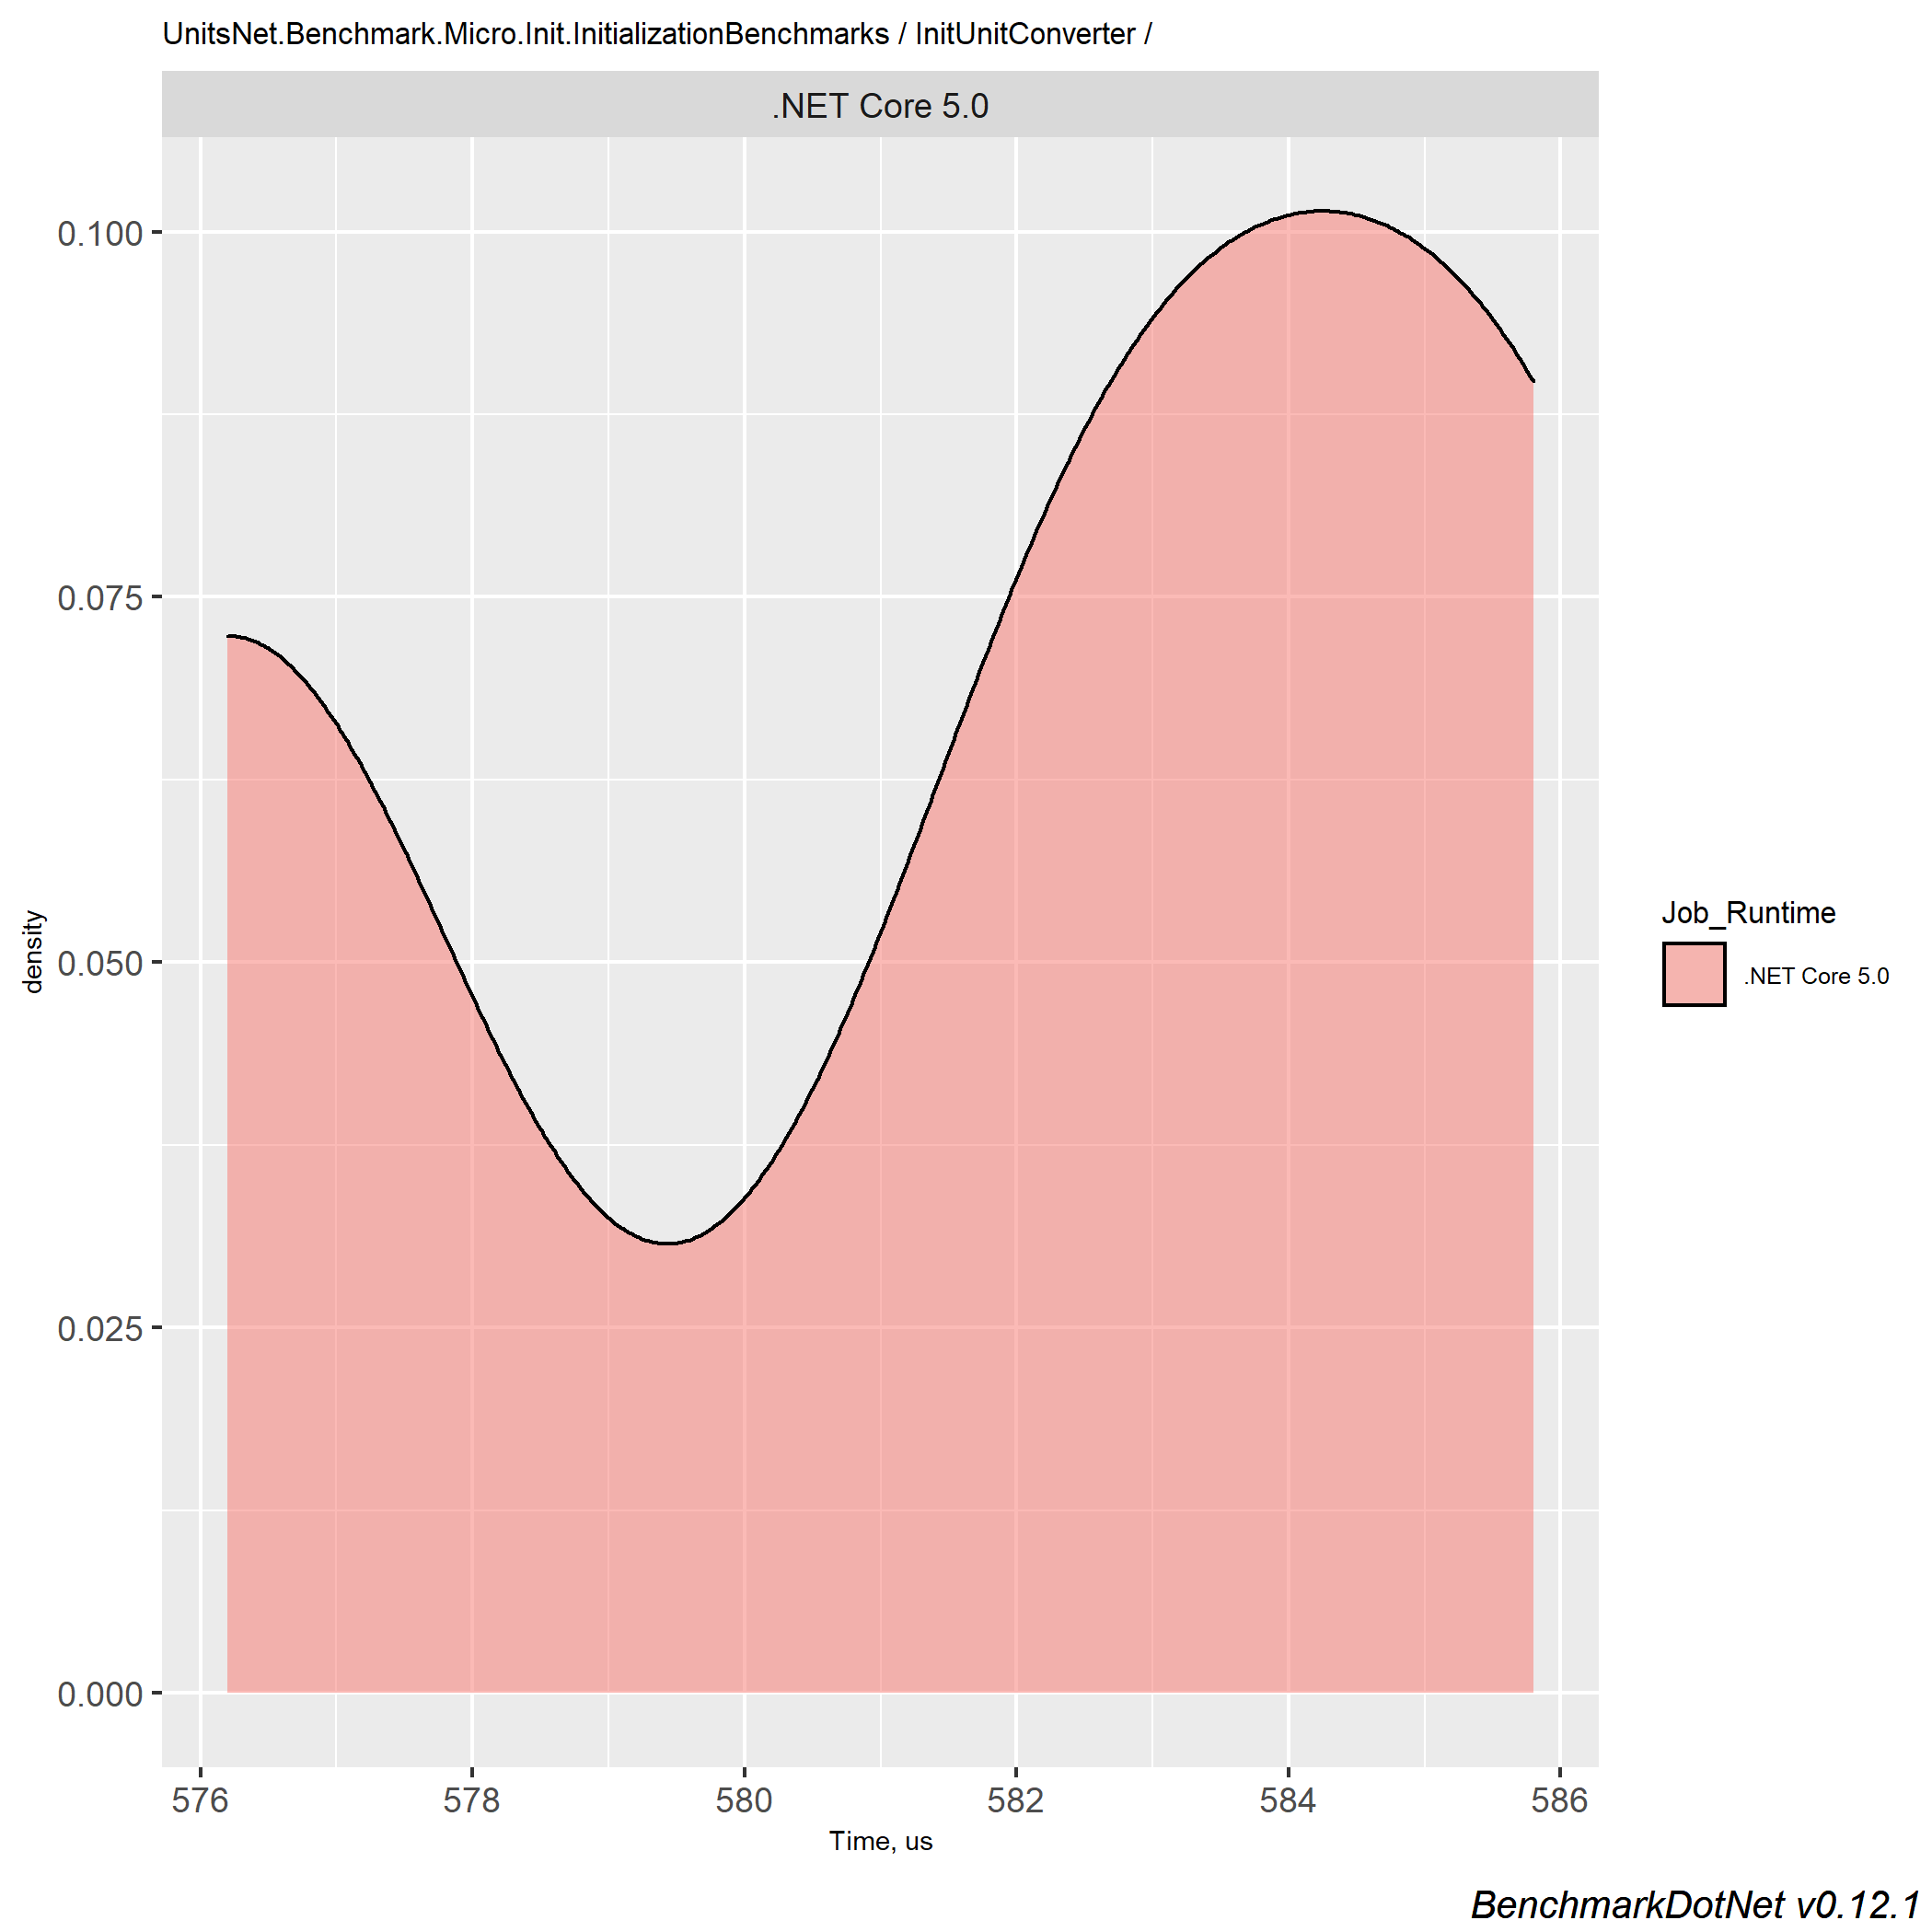 UnitsNet.Benchmark.Micro.Init.InitializationBenchmarks / InitUnitConverter /
.NET Core 5.0
0.100
0.075
0.050
0.025
0.000
density
576 578 580 582 584 586
Time, us
Job_Runtime
.NET Core 5.0
BenchmarkDotNet v0.12.1